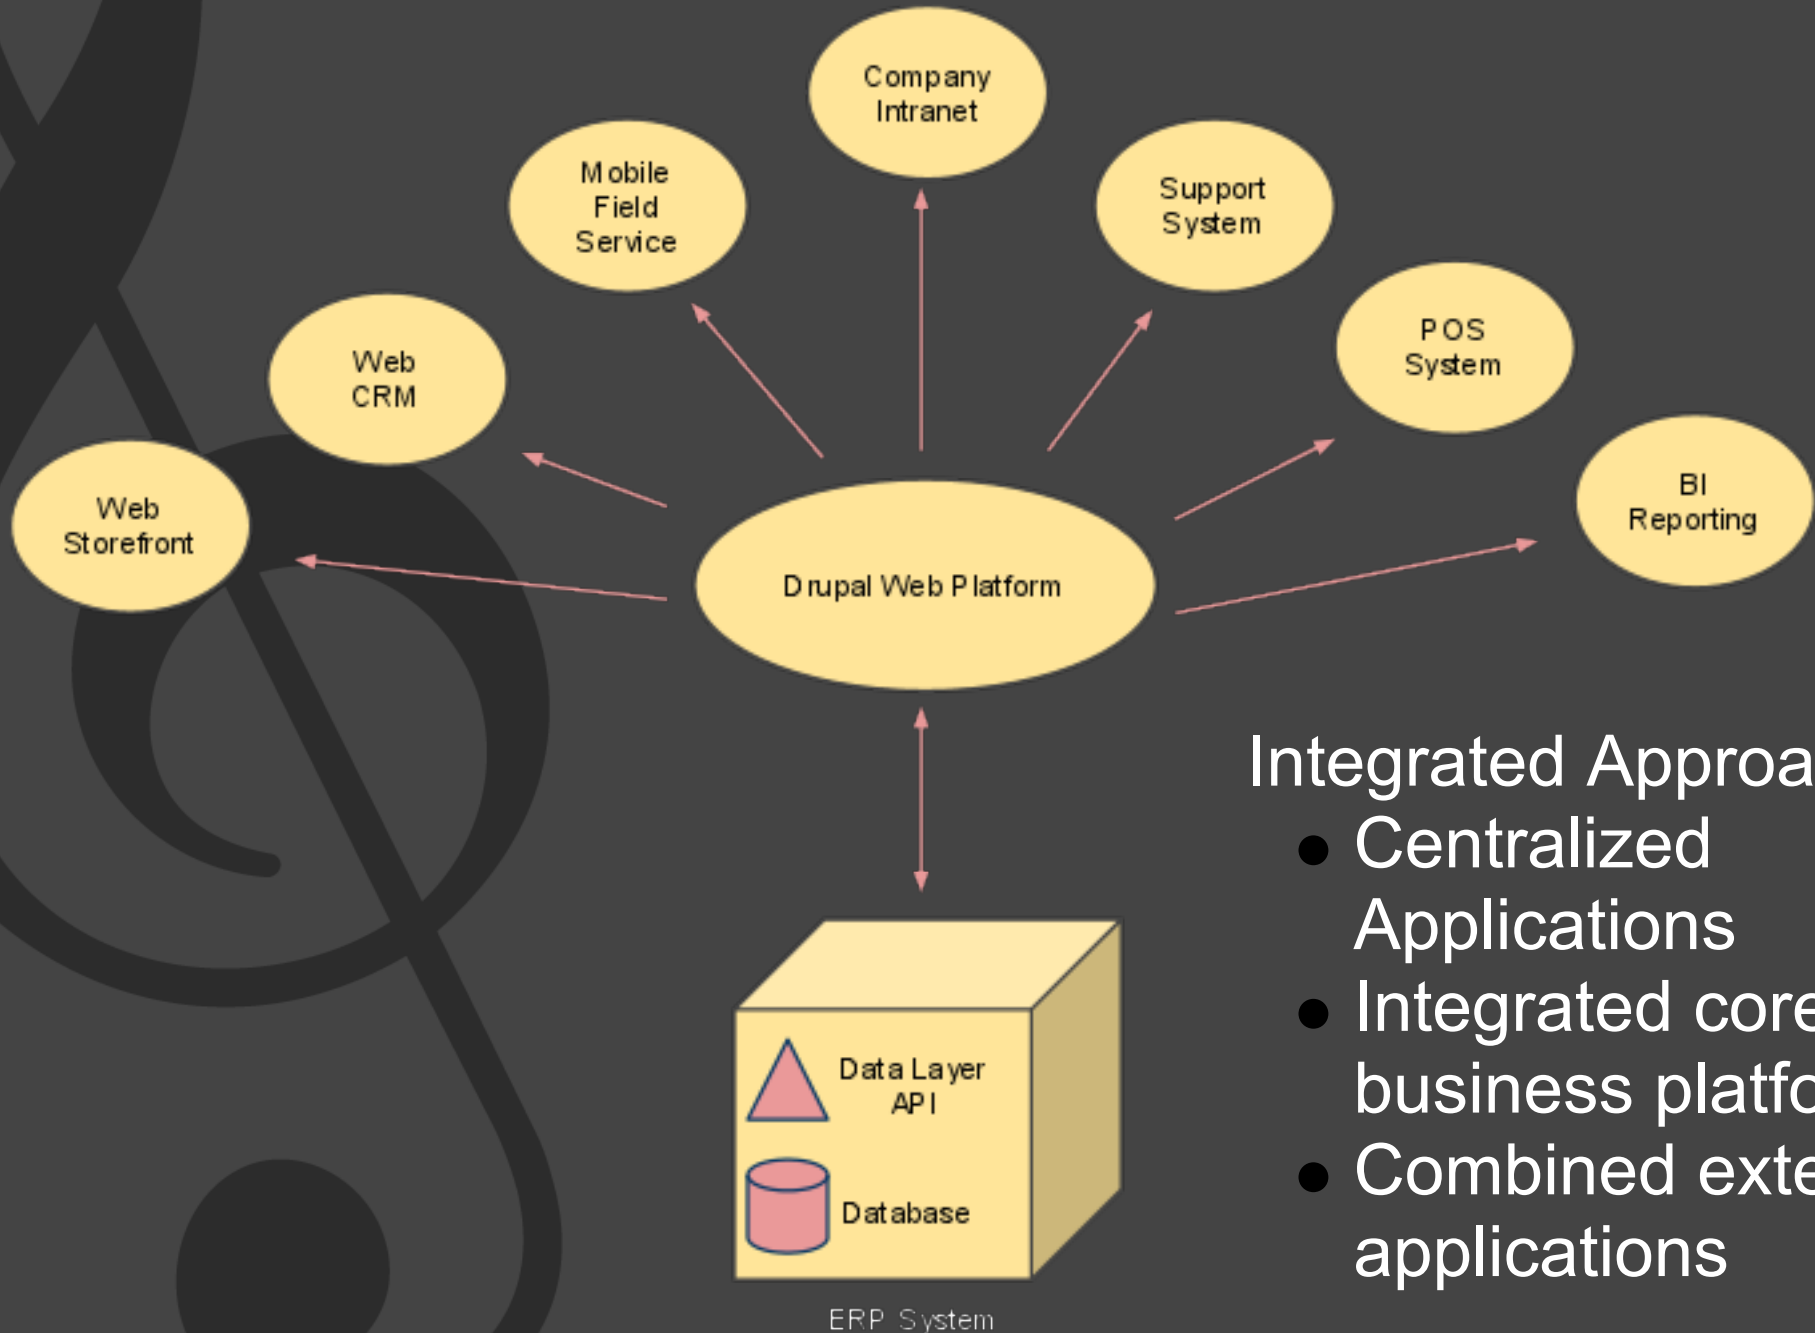 Company
Intranet
Mobile
Field
Service
Support
System
POS
System
Web
CRM
BI
Reporting
Web
Storefront
Drupal Web Platform
Integrated Approa
● Centralized
Applications
● Integrated core
business platfo
● Combined exte
applications
Data Layer
API
Database
ERP System